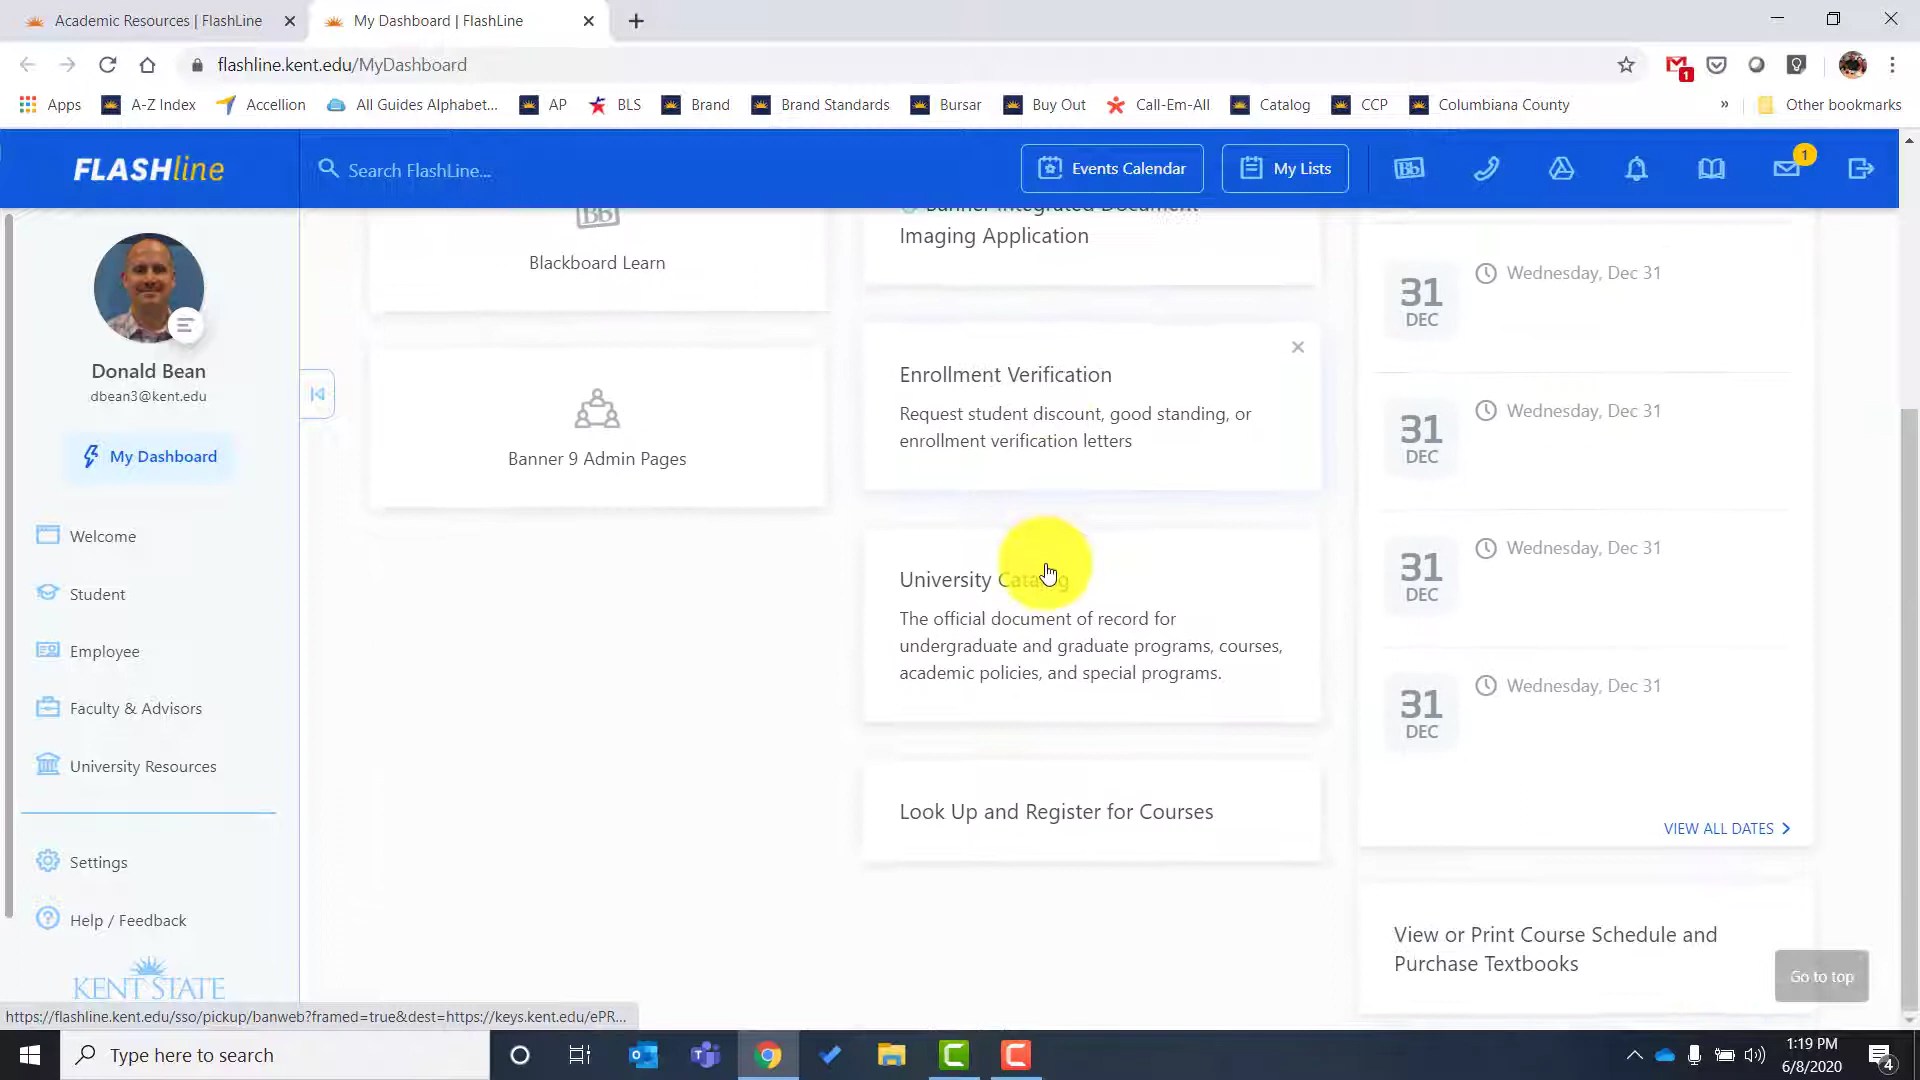 Academic Resources | FlashLine
My Dashboard | FlashLine
flashline.kent.edu/MyDashboard
1
Apps
A-Z Index
Accellion
All Guides Alphabet...
AP
BLS
Brand
Brand Standards
Bursar
Buy Out
Call-Em-All
Catalog
CCP
Columbiana County
»
Other bookmarks
FLASHline
Search FlashLine...
Events Calendar
My Lists
Bb
1
Donald Bean
dbean3@kent.edu
My Dashboard
Welcome
Student
Employee
Faculty & Advisors
University Resources
Settings
Help / Feedback
KENT STATE
Bb
Blackboard Learn
Banner 9 Admin Pages
Banner Integrated Document
Imaging Application
Enrollment Verification
Request student discount, good standing, or
enrollment verification letters
University Catalog
The official document of record for
undergraduate and graduate programs, courses,
academic policies, and special programs.
Look Up and Register for Courses
31
DEC
Wednesday, Dec 31
31
DEC
Wednesday, Dec 31
31
DEC
Wednesday, Dec 31
31
DEC
Wednesday, Dec 31
VIEW ALL DATES
View or Print Course Schedule and
Purchase Textbooks
Go to top
https://flashline.kent.edu/sso/pickup/banweb?framed=true&dest=https://keys.kent.edu/ePR...
Type here to search
1:19 PM
6/8/2020
4